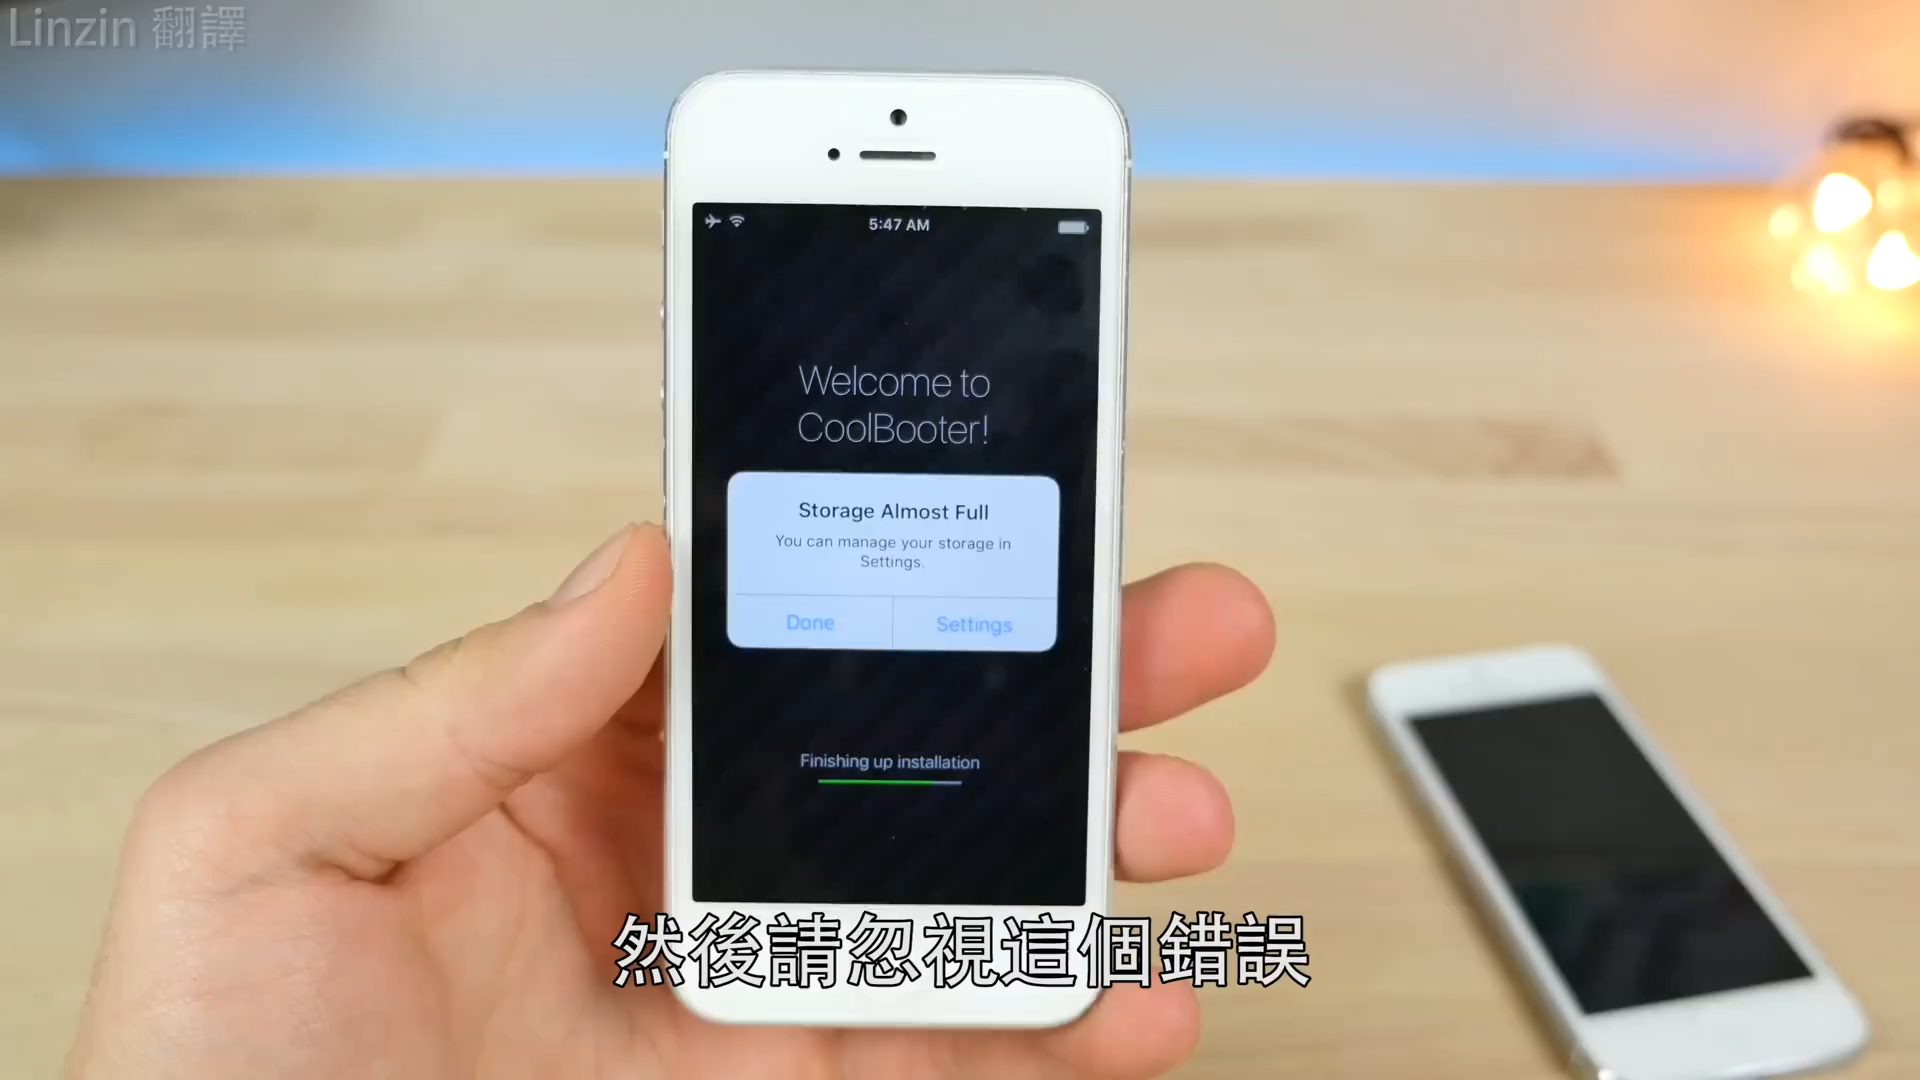 Linzin 翻譯
5:47 AM
Welcome to
CoolBooter!
Storage Almost Full
You can manage your storage in
Settings.
Done
Settings
Finishing up installation
然後請忽視這個錯誤